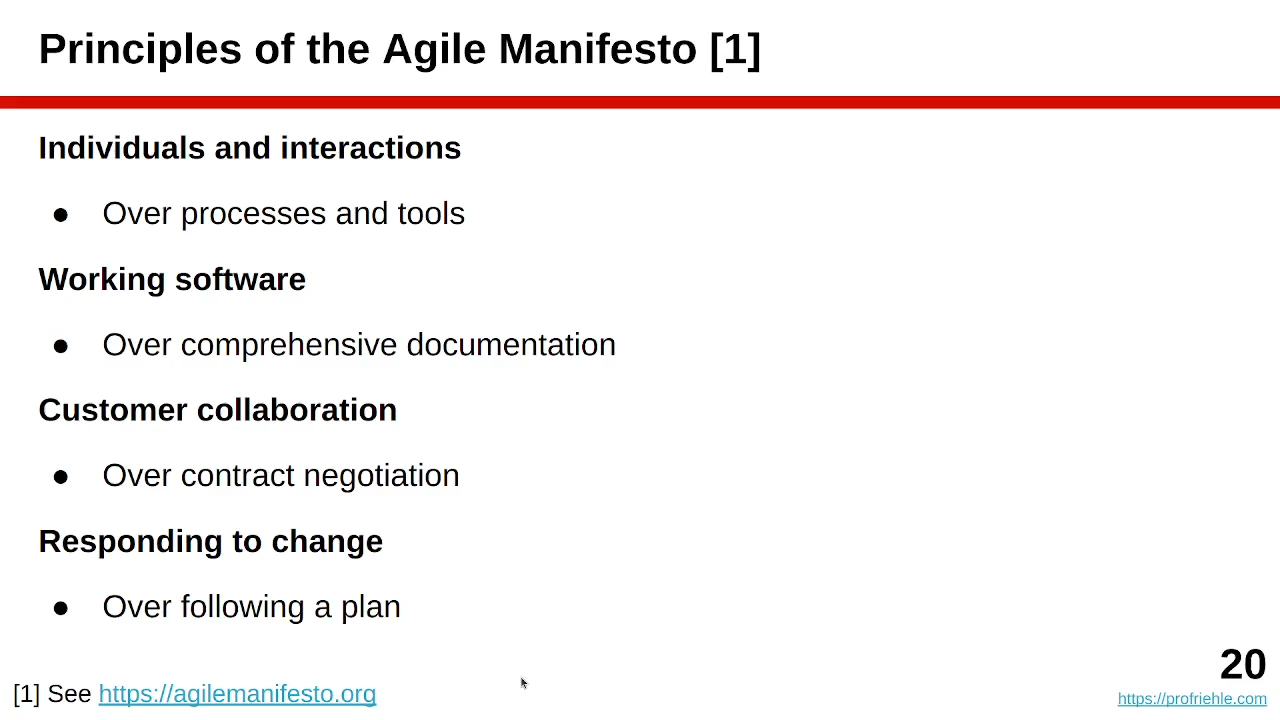 Principles of the Agile Manifesto [1]
Individuals and interactions
● Over processes and tools
Working software
● Over comprehensive documentation
Customer collaboration
● Over contract negotiation
Responding to change
● Over following a plan
[1] See https://agilemanifesto.org
20
https://profriehle.com